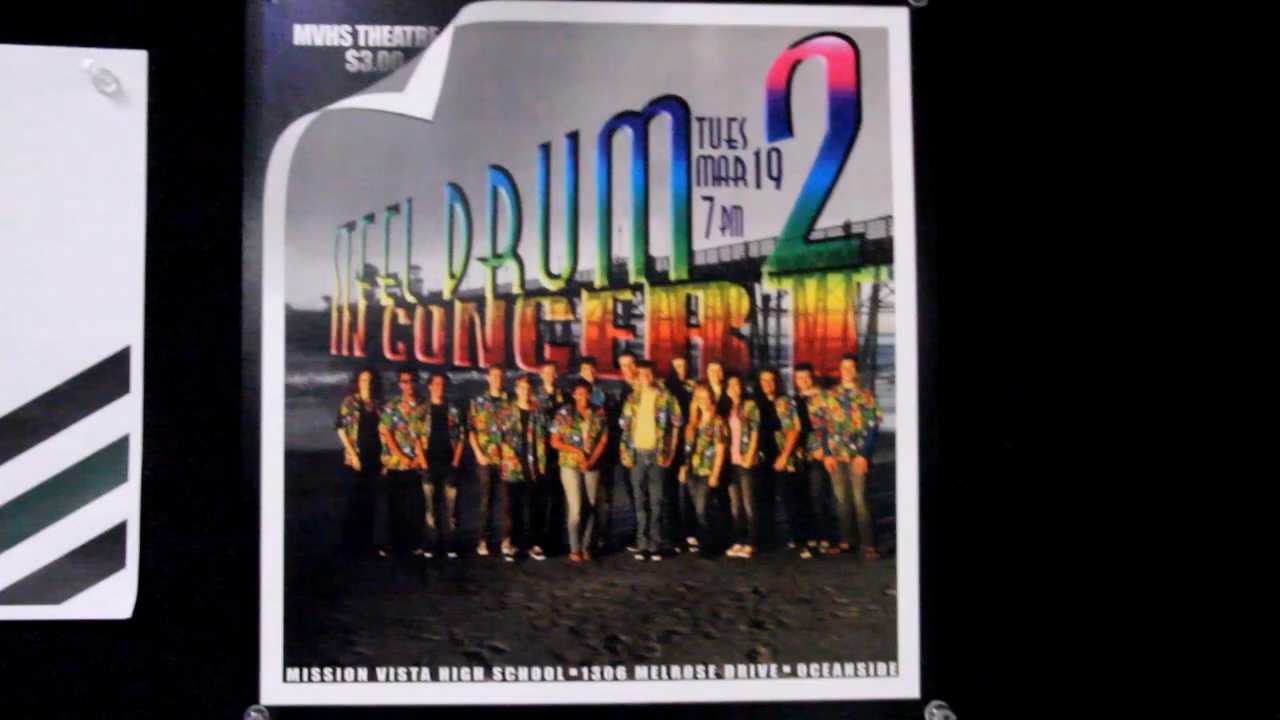 MVHS THEATRE
$3.00
TUES
MAR 19
7 PM
STEEL DRUM 2
IN CONCERT
MISSION VISTA HIGH SCHOOL ▪ 1306 MELROSE DRIVE ▪ OCEANSIDE